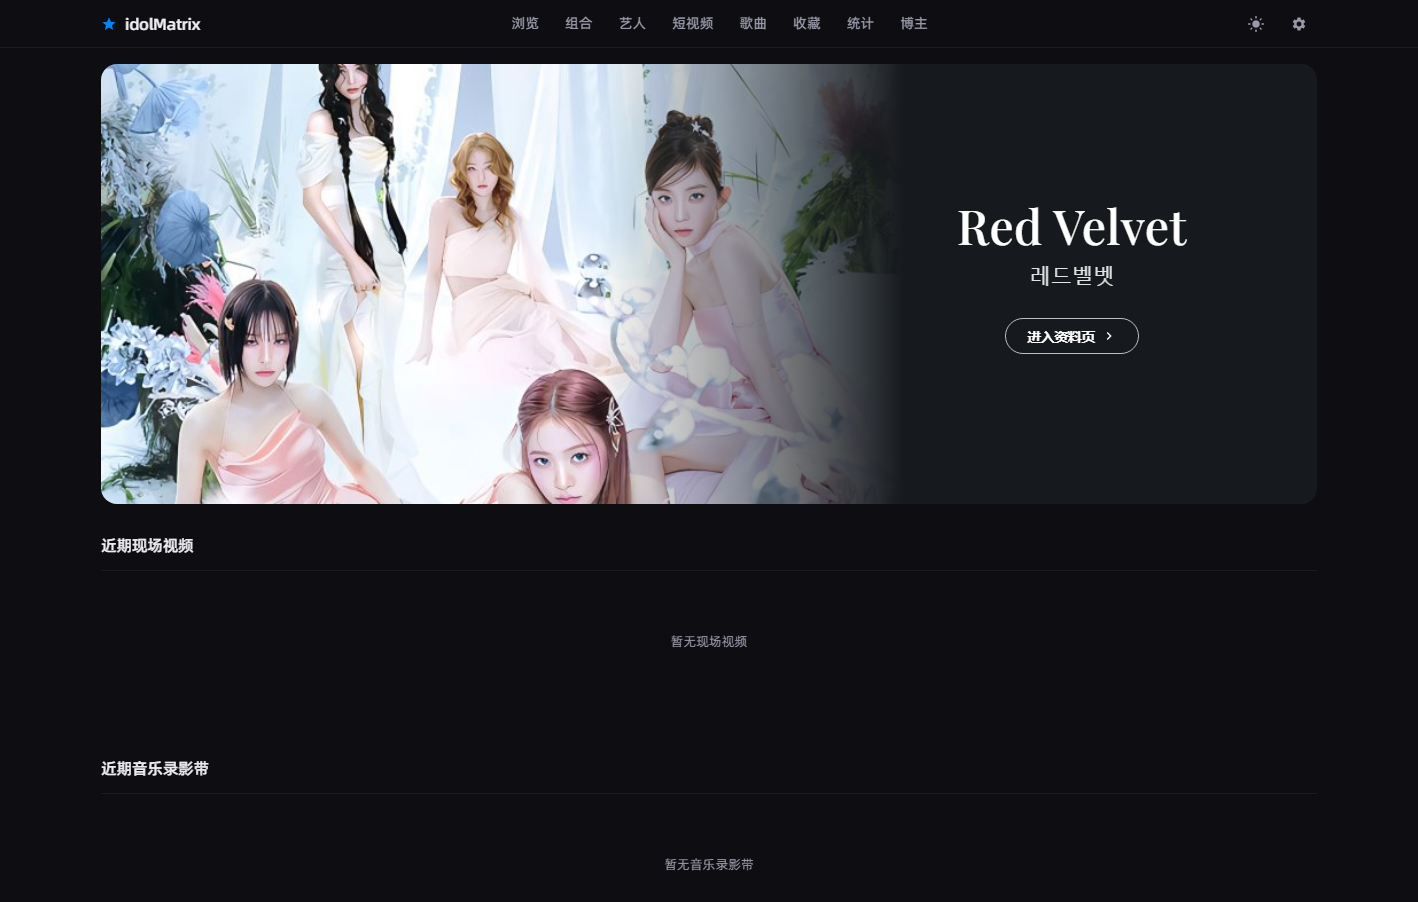 idolMatrix
浏览 组合 艺人 短视频 歌曲 收藏 统计 博主
Red Velvet
레드벨벳
进入资料页
近期现场视频
暂无现场视频
近期音乐录影带
暂无音乐录影带